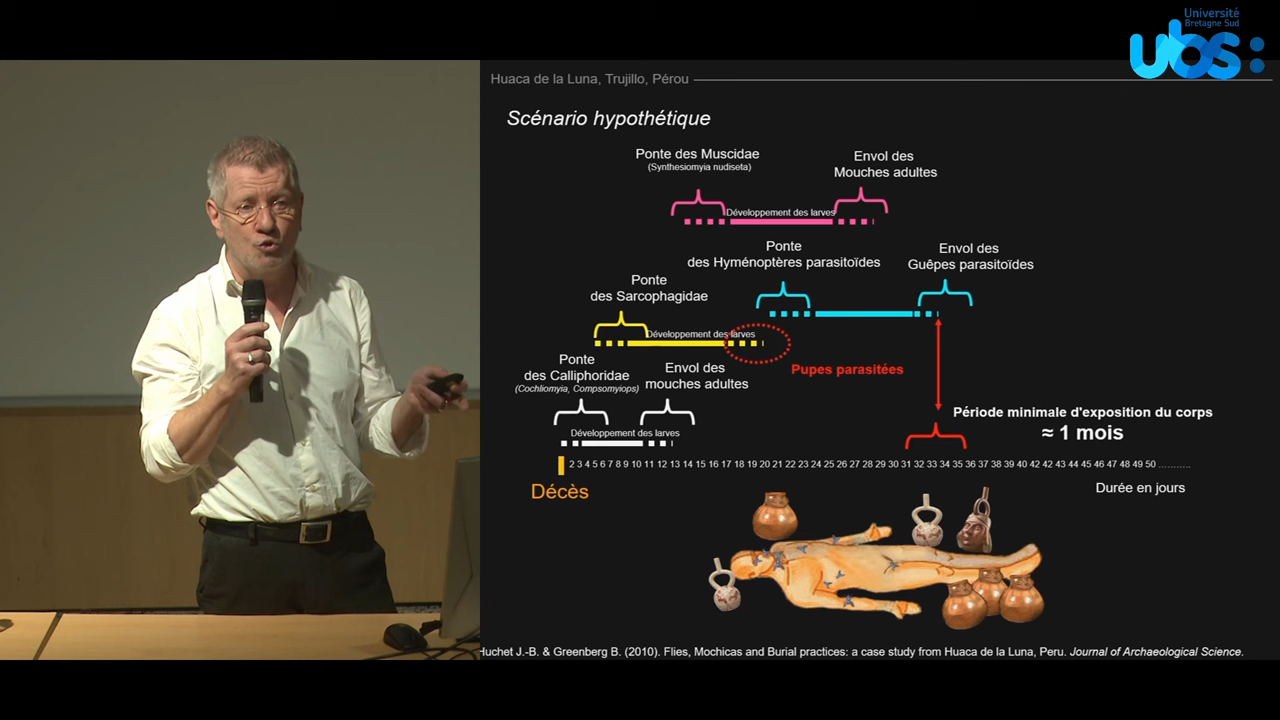 Université
Bretagne Sud
ubs:
Huaca de la Luna, Trujillo, Pérou
Scénario hypothétique
Ponte des Muscidae
(Synthesiomyia nudiseta)
Envol des
Mouches adultes
Développement des larves
Ponte
des Hyménoptères parasitoïdes
Envol des
Guêpes parasitoïdes
Ponte
des Sarcophagidae
Développement des larves
Pupes parasitées
Ponte
des Calliphoridae
(Cochliomyia, Compsomyiops)
Envol des
mouches adultes
Développement des larves
Période minimale d'exposition du corps
≈ 1 mois
2 3 4 5 6 7 8 9 10 11 12 13 14 15 16 17 18 19 20 21 22 23 24 25 26 27 28 29 30 31 32 33 34 35 36 37 38 39 40 42 42 43 44 45 46 47 48 49 50 ...........
Décès
Durée en jours
Huchet J.-B. & Greenberg B. (2010). Flies, Mochicas and Burial practices: a case study from Huaca de la Luna, Peru. Journal of Archaeological Science.